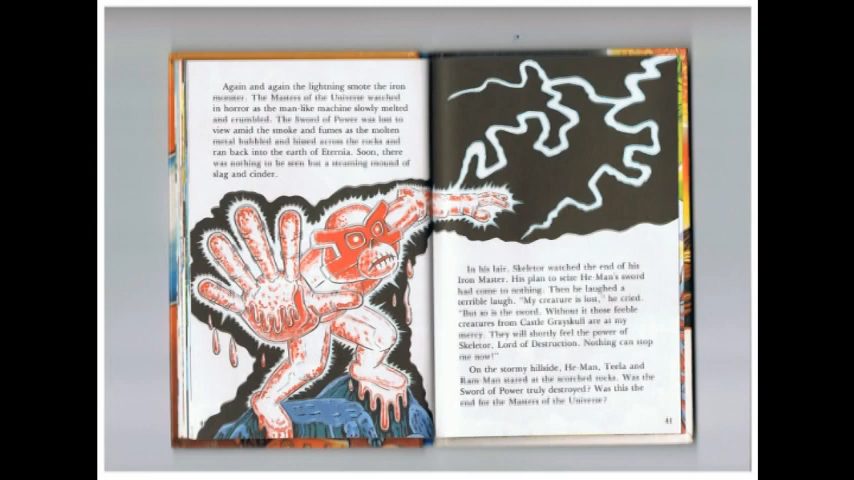 Again and again the lightning smote the iron
monster. The Masters of the Universe watched
in horror as the man-like machine slowly melted
and crumbled. The Sword of Power was lost to
view amid the smoke and fumes as the molten
metal bubbled and hissed across the rocks and
ran back into the earth of Eternia. Soon, there
was nothing to be seen but a steaming mound of
slag and cinder.
In his lair, Skeletor watched the end of his
Iron Master. His plan to seize He-Man's sword
had come to nothing. Then he laughed a
terrible laugh. "My creature is lost," he cried.
"But so is the sword. Without it those feeble
creatures from Castle Grayskull are at my
mercy. They will shortly feel the power of
Skeletor, Lord of Destruction. Nothing can stop
me now!"
On the stormy hillside, He-Man, Teela and
Ram-Man stared at the scorched rocks. Was the
Sword of Power truly destroyed? Was this the
end for the Masters of the Universe?
41